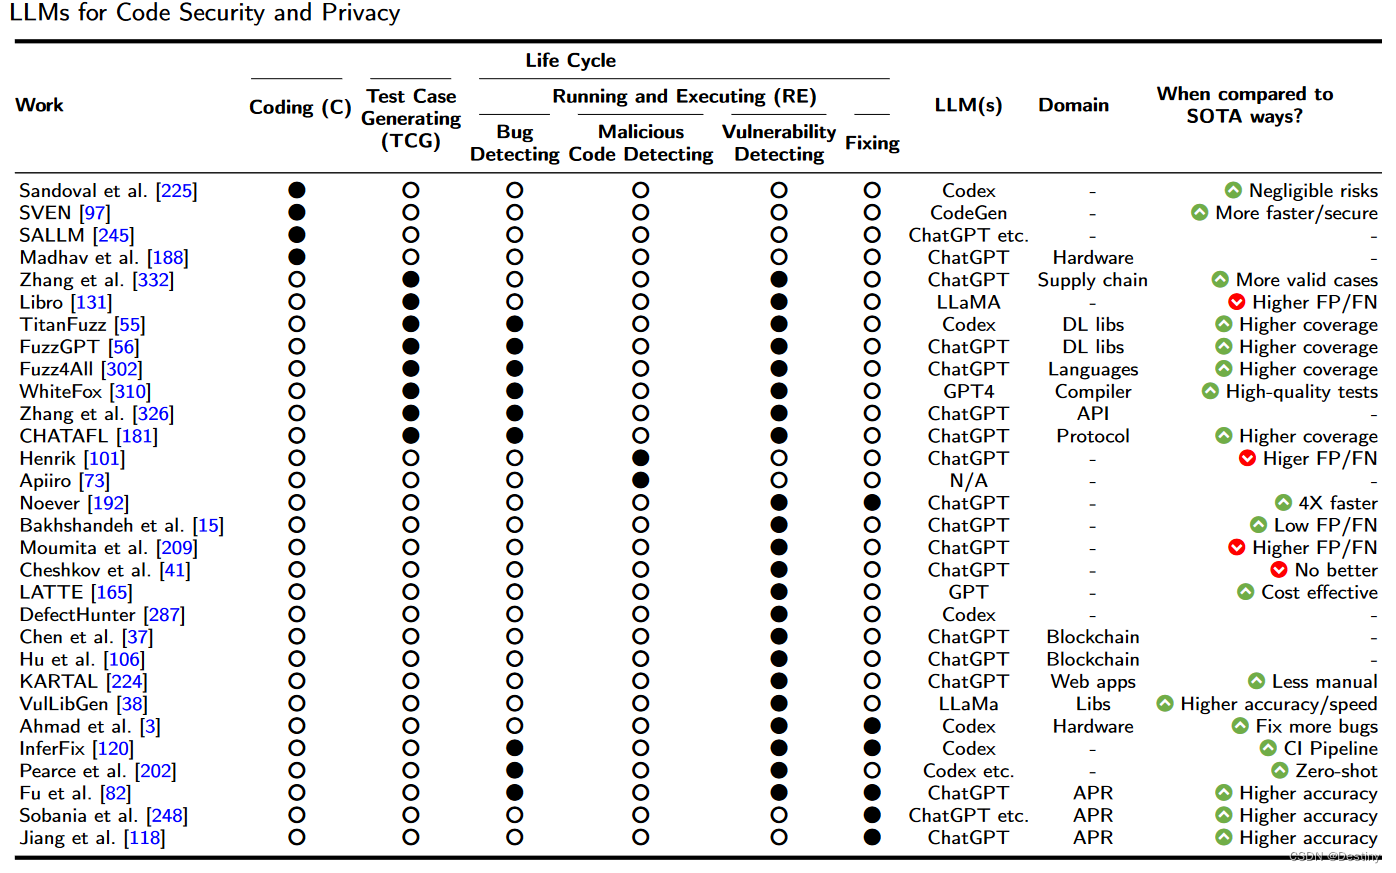 LLMs for Code Security and Privacy
Life Cycle
Work Coding (C) Test Case Generating (TCG) Running and Executing (RE) LLM(s) Domain When compared to SOTA ways?
Bug Detecting Malicious Code Detecting Vulnerability Detecting Fixing
Sandoval et al. [225] ● ○ ○ ○ ○ ○ Codex - Negligible risks
SVEN [97] ● ○ ○ ○ ○ ○ CodeGen - More faster/secure
SALLM [245] ● ○ ○ ○ ○ ○ ChatGPT etc. - -
Madhav et al. [188] ● ○ ○ ○ ○ ○ ChatGPT Hardware -
Zhang et al. [332] ○ ● ○ ○ ● ○ ChatGPT Supply chain More valid cases
Libro [131] ○ ● ○ ○ ● ○ LLaMA - Higher FP/FN
TitanFuzz [55] ○ ● ● ○ ● ○ Codex DL libs Higher coverage
FuzzGPT [56] ○ ● ● ○ ● ○ ChatGPT DL libs Higher coverage
Fuzz4All [302] ○ ● ● ○ ● ○ ChatGPT Languages Higher coverage
WhiteFox [310] ○ ● ● ○ ● ○ GPT4 Compiler High-quality tests
Zhang et al. [326] ○ ● ● ○ ● ○ ChatGPT API -
CHATAFL [181] ○ ● ● ○ ● ○ ChatGPT Protocol Higher coverage
Henrik [101] ○ ○ ○ ● ○ ○ ChatGPT - Higer FP/FN
Apiiro [73] ○ ○ ○ ● ○ ○ N/A - -
Noever [192] ○ ○ ○ ○ ● ● ChatGPT - 4X faster
Bakhshandeh et al. [15] ○ ○ ○ ○ ● ○ ChatGPT - Low FP/FN
Moumita et al. [209] ○ ○ ○ ○ ● ○ ChatGPT - Higher FP/FN
Cheshkov et al. [41] ○ ○ ○ ○ ● ○ ChatGPT - No better
LATTE [165] ○ ○ ○ ○ ● ○ GPT - Cost effective
DefectHunter [287] ○ ○ ○ ○ ● ○ Codex - -
Chen et al. [37] ○ ○ ○ ○ ● ○ ChatGPT Blockchain -
Hu et al. [106] ○ ○ ○ ○ ● ○ ChatGPT Blockchain -
KARTAL [224] ○ ○ ○ ○ ● ○ ChatGPT Web apps Less manual
VulLibGen [38] ○ ○ ○ ○ ● ○ LLaMa Libs Higher accuracy/speed
Ahmad et al. [3] ○ ○ ○ ○ ● ● Codex Hardware Fix more bugs
InferFix [120] ○ ○ ● ○ ● ● Codex - CI Pipeline
Pearce et al. [202] ○ ○ ● ○ ● ○ Codex etc. - Zero-shot
Fu et al. [82] ○ ○ ● ○ ● ● ChatGPT APR Higher accuracy
Sobania et al. [248] ○ ○ ○ ○ ○ ● ChatGPT etc. APR Higher accuracy
Jiang et al. [118] ○ ○ ○ ○ ○ ● ChatGPT APR Higher accuracy
CSDN @Destiny